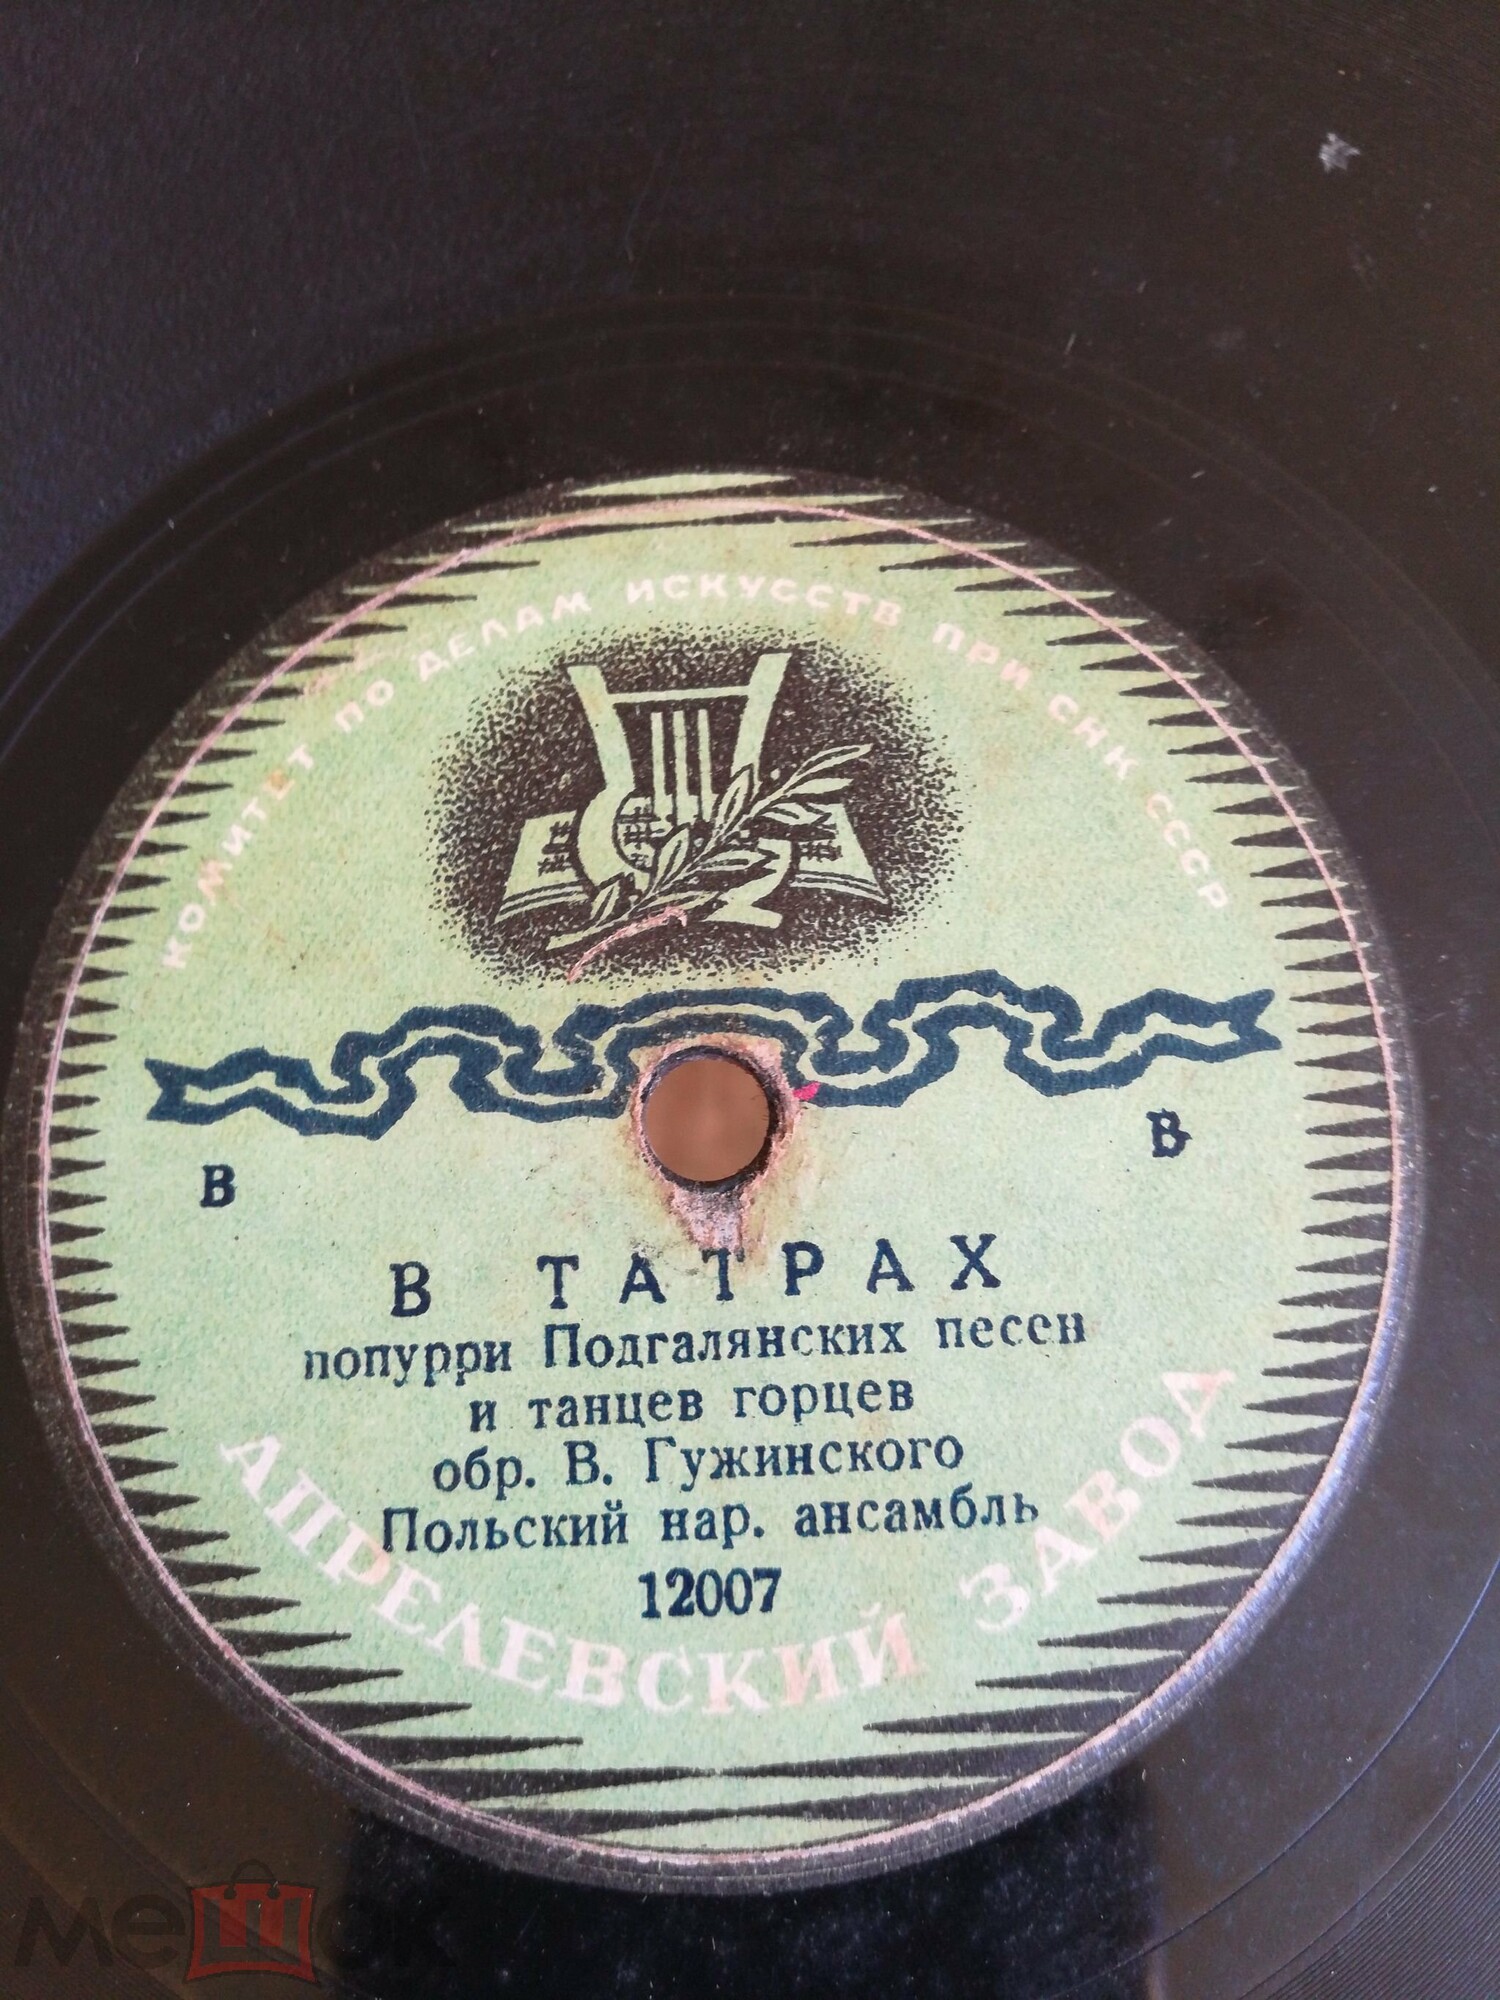 КОМИТЕТ ПО ДЕЛАМ ИСКУССТВ ПРИ СНК СССР
В В
В ТАТРАХ
попурри Подгалянских песен
и танцев горцев
обр. В. Гужинского
Польский нар. ансамбль
12007
АПРЕЛЕВСКИЙ ЗАВОД
мешок